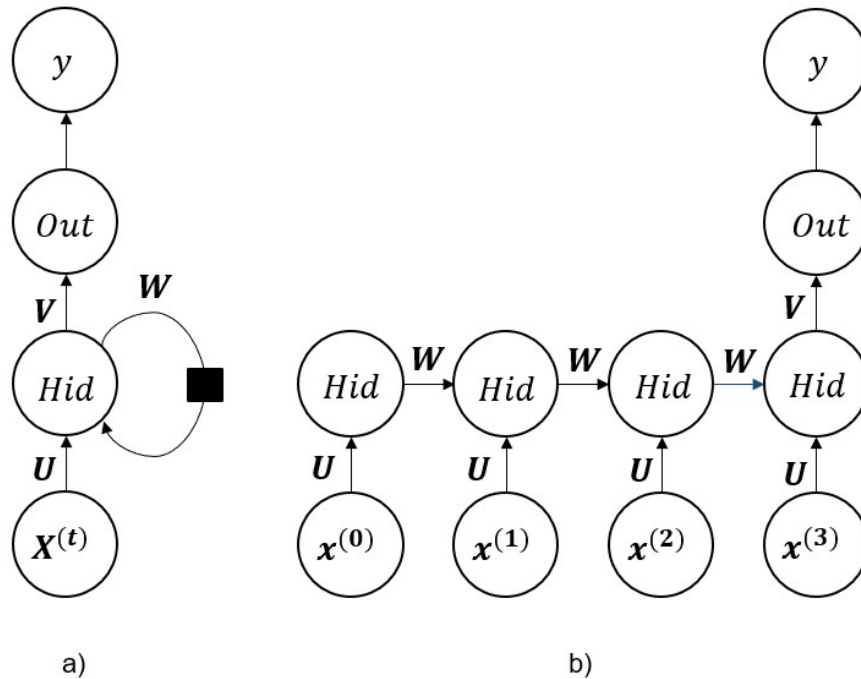 y y
Out Out
V W V
Hid Hid W Hid W Hid W Hid
U U U U U
X^(t) x^(0) x^(1) x^(2) x^(3)
a) b)